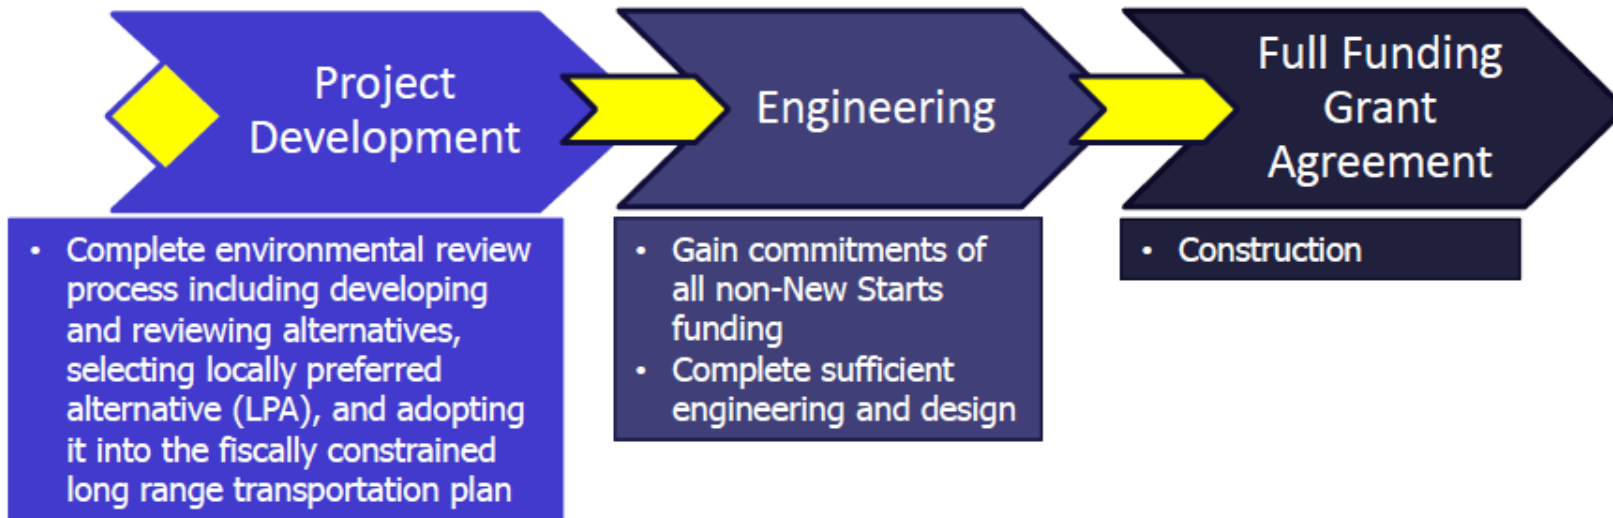 Project
Development
Engineering
Full Funding
Grant
Agreement
• Complete environmental review
process including developing
and reviewing alternatives,
selecting locally preferred
alternative (LPA), and adopting
it into the fiscally constrained
long range transportation plan
• Gain commitments of
all non-New Starts
funding
• Complete sufficient
engineering and design
• Construction